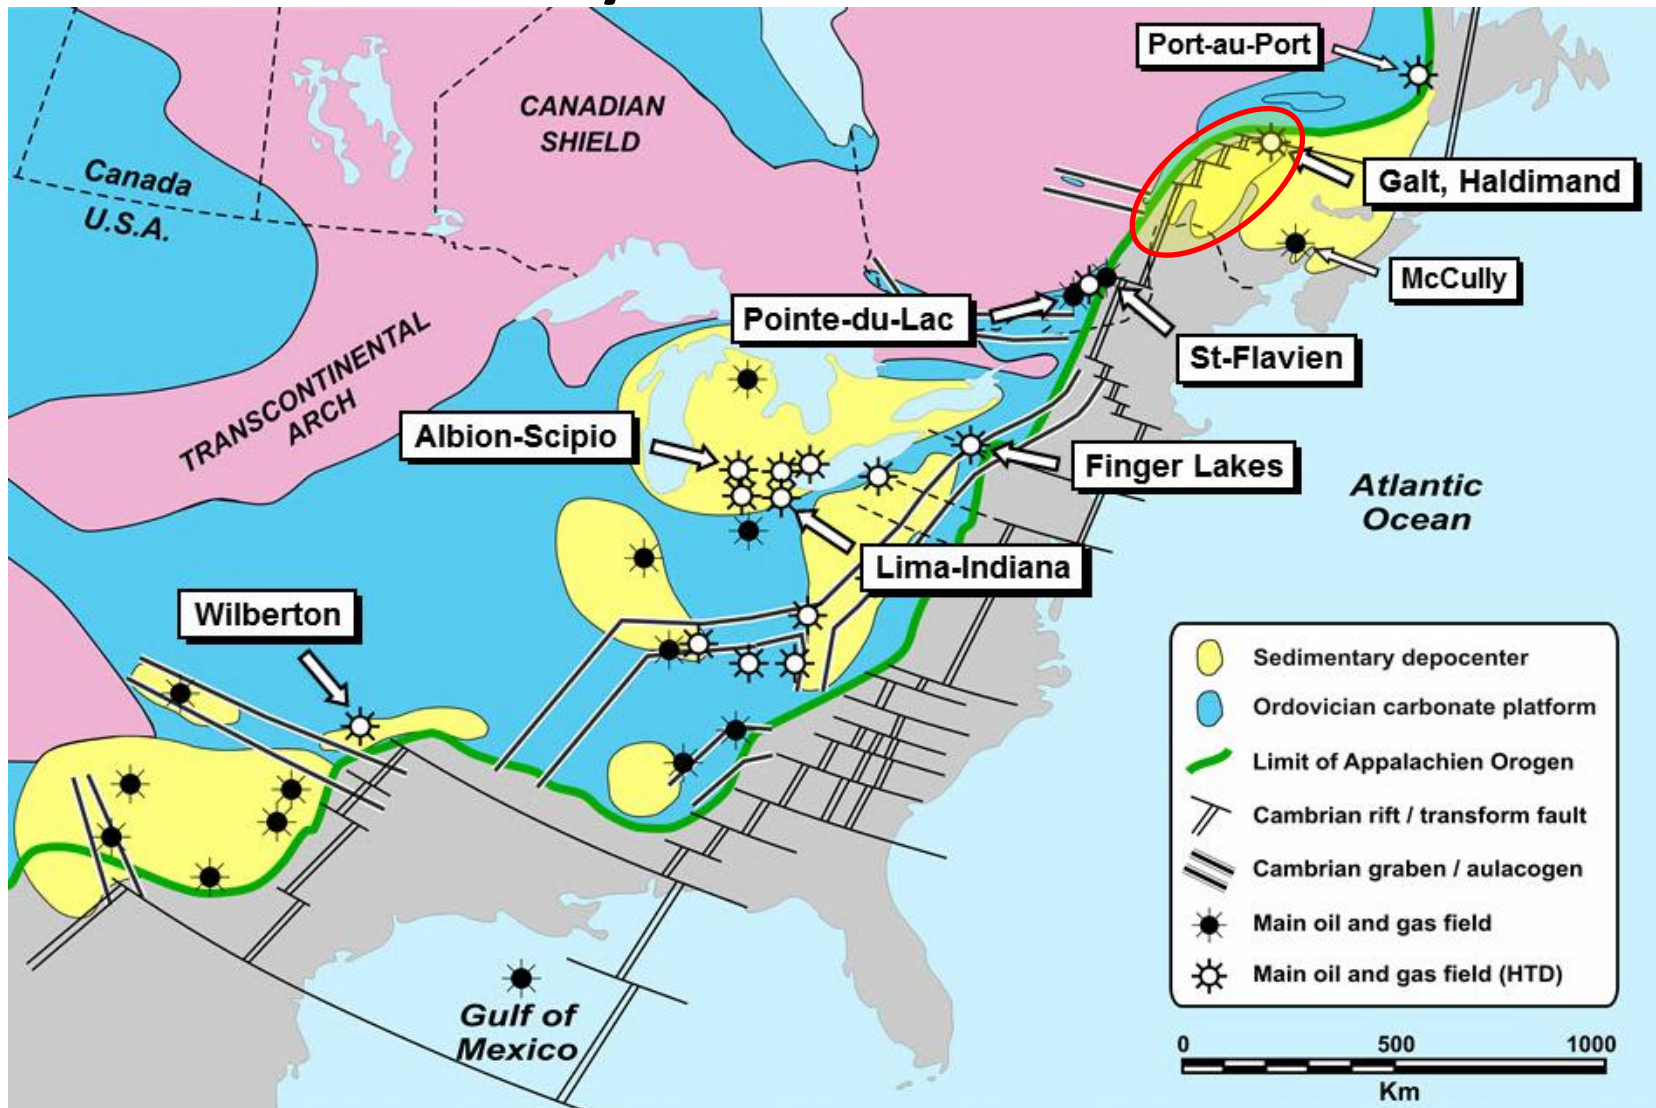 Port-au-Port
CANADIAN
SHIELD
Canada
U.S.A.
Galt, Haldimand
McCully
Pointe-du-Lac
St-Flavien
TRANSCONTINENTAL
ARCH
Albion-Scipio
Finger Lakes
Atlantic
Ocean
Lima-Indiana
Wilberton
Sedimentary depocenter
Ordovician carbonate platform
Limit of Appalachien Orogen
Cambrian rift / transform fault
Cambrian graben / aulacogen
Main oil and gas field
Main oil and gas field (HTD)
Gulf of
Mexico
0 500 1000
Km